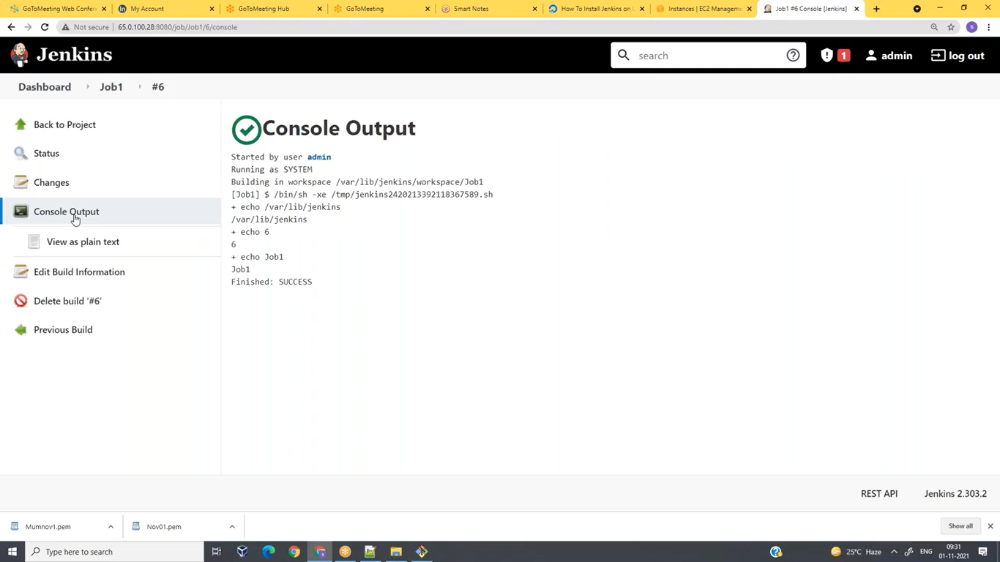 GoToMeeting Web Conferen
My Account
GoToMeeting Hub
GoToMeeting
Smart Notes
How To Install Jenkins on U
Instances | EC2 Managemen
Job1 #6 Console [Jenkins]
Not secure 65.0.100.28:8080/job/Job1/6/console
S
Jenkins
search
1
admin
log out
Dashboard
Job1
#6
Back to Project
Status
Changes
Console Output
View as plain text
Edit Build Information
Delete build ‘#6’
Previous Build
Console Output
Started by user admin
Running as SYSTEM
Building in workspace /var/lib/jenkins/workspace/Job1
[Job1] $ /bin/sh -xe /tmp/jenkins2420213392118367589.sh
+ echo /var/lib/jenkins
/var/lib/jenkins
+ echo 6
6
+ echo Job1
Job1
Finished: SUCCESS
REST API
Jenkins 2.303.2
Mumnov1.pem
Nov01.pem
Show all
Type here to search
25°C Haze
ENG
09:31
01-11-2021